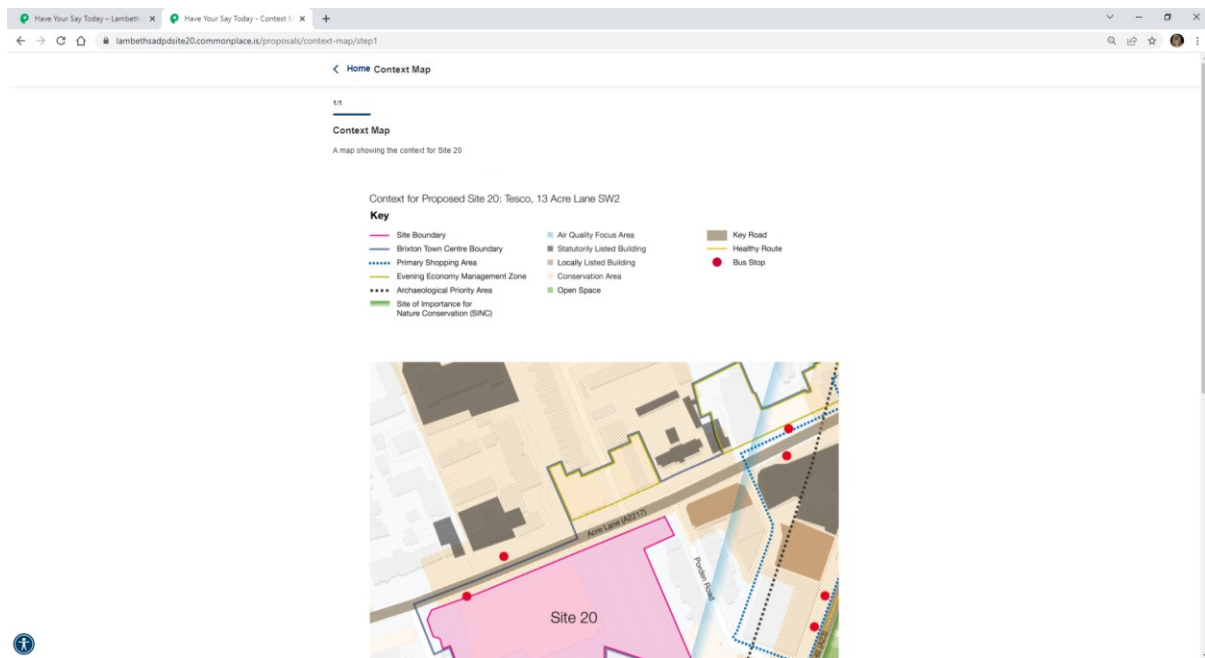 Have Your Say Today – Lambeth
Have Your Say Today - Context M
lambethsadpdsite20.commonplace.is/proposals/context-map/step1
Home Context Map
1/1
Context Map
A map showing the context for Site 20
Context for Proposed Site 20: Tesco, 13 Acre Lane SW2
Key
Site Boundary
Brixton Town Centre Boundary
Primary Shopping Area
Evening Economy Management Zone
Archaeological Priority Area
Site of Importance for
Nature Conservation (SINC)
Air Quality Focus Area
Statutorily Listed Building
Locally Listed Building
Conservation Area
Open Space
Key Road
Healthy Route
Bus Stop
Acre Lane (A2217)
Porden Road
Site 20